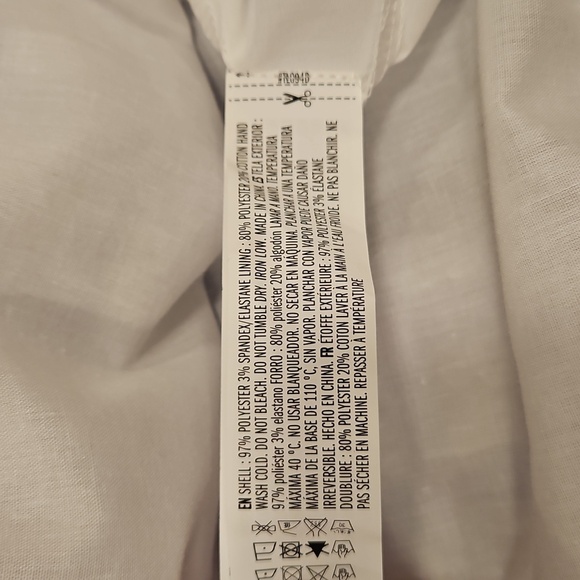 #TL0940
EN SHELL : 97% POLYESTER 3% SPANDEX/ELASTANE LINING : 80% POLYESTER 20% COTTON HAND
WASH COLD. DO NOT BLEACH. DO NOT TUMBLE DRY. IRON LOW. MADE IN CHINA ES TELA EXTERIOR :
97% poliéster 3% elastano FORRO : 80% poliéster 20% algodón LAVAR A MANO. TEMPERATURA
MÁXIMA 40 °C. NO USAR BLANQUEADOR. NO SECAR EN MÁQUINA. PLANCHAR A UNA TEMPERATURA
MÁXIMA DE LA BASE DE 110 °C, SIN VAPOR. PLANCHAR CON VAPOR PUEDE CAUSAR DAÑO
IRREVERSIBLE. HECHO EN CHINA. FR ÉTOFFE EXTÉRIEURE : 97% POLYESTER 3% ÉLASTANE
DOUBLURE : 80% POLYESTER 20% COTON LAVER À LA MAIN À L'EAU FROIDE. NE PAS BLANCHIR. NE
PAS SÉCHER EN MACHINE. REPASSER À TEMPÉRATURE